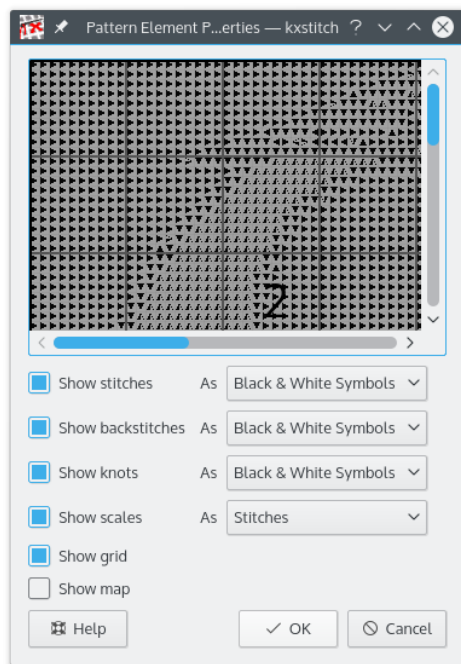 Pattern Element P...erties — kxstitch
2
Show stitches As Black & White Symbols
Show backstitches As Black & White Symbols
Show knots As Black & White Symbols
Show scales As Stitches
Show grid
Show map
Help OK Cancel